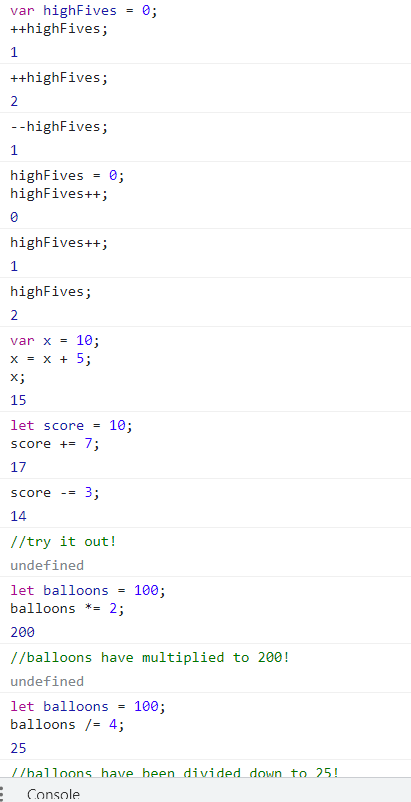 var highFives = 0;
++highFives;
1
++highFives;
2
--highFives;
1
highFives = 0;
highFives++;
0
highFives++;
1
highFives;
2
var x = 10;
x = x + 5;
x;
15
let score = 10;
score += 7;
17
score -= 3;
14
//try it out!
undefined
let balloons = 100;
balloons *= 2;
200
//balloons have multiplied to 200!
undefined
let balloons = 100;
balloons /= 4;
25
//balloons have been divided down to 25!
Console